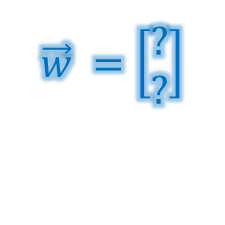 w⃗ = [?
?]